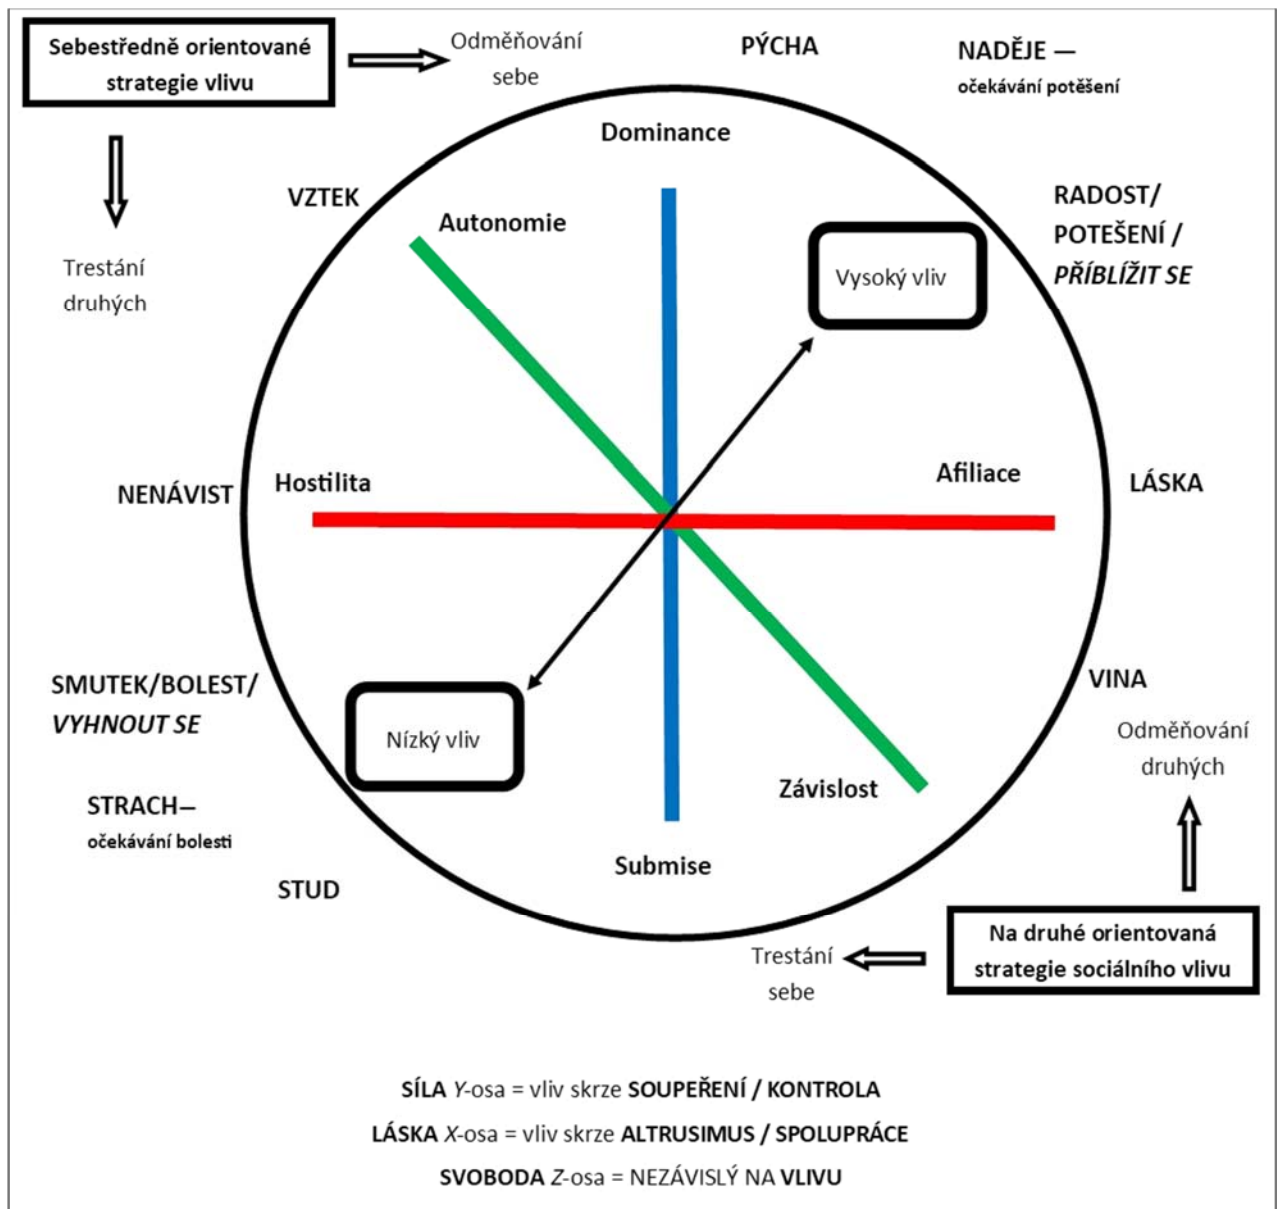 Sebestředně orientované
strategie vlivu
Odměňování
sebe
PÝCHA
NADĚJE —
očekávání potěšení
Dominance
VZTEK
Autonomie
RADOST/
POTEŠENÍ /
PŘÍBLÍŽIT SE
Trestání
druhých
Vysoký vliv
NENÁVIST
Hostilita
Afiliace
LÁSKA
SMUTEK/BOLEST/
VYHNOUT SE
Nízký vliv
VINA
Odměňování
druhých
STRACH—
očekávání bolesti
Závislost
Submise
STUD
Na druhé orientovaná
strategie sociálního vlivu
Trestání
sebe
SÍLA Y-osa = vliv skrze SOUPEŘENÍ / KONTROLA
LÁSKA X-osa = vliv skrze ALTRUSIMUS / SPOLUPRÁCE
SVOBODA Z-osa = NEZÁVISLÝ NA VLIVU